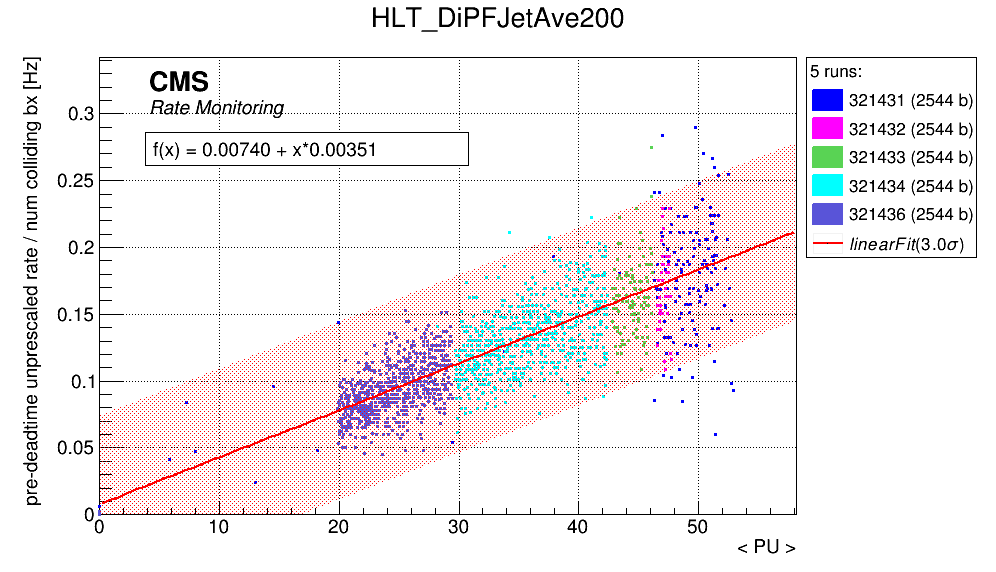 HLT_DiPFJetAve200
pre-deadtime unprescaled rate / num colliding bx [Hz]
CMS
Rate Monitoring
f(x) = 0.00740 + x*0.00351
0.3
0.25
0.2
0.15
0.1
0.05
0
0 10 20 30 40 50
< PU >
5 runs:
321431 (2544 b)
321432 (2544 b)
321433 (2544 b)
321434 (2544 b)
321436 (2544 b)
linearFit(3.0σ)